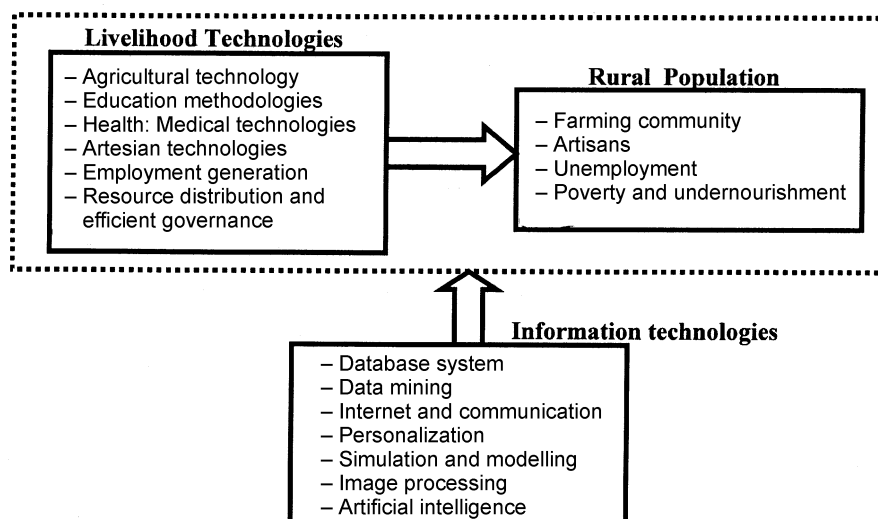 Livelihood Technologies
– Agricultural technology
– Education methodologies
– Health: Medical technologies
– Artesian technologies
– Employment generation
– Resource distribution and
efficient governance
Rural Population
– Farming community
– Artisans
– Unemployment
– Poverty and undernourishment
Information technologies
– Database system
– Data mining
– Internet and communication
– Personalization
– Simulation and modelling
– Image processing
– Artificial intelligence